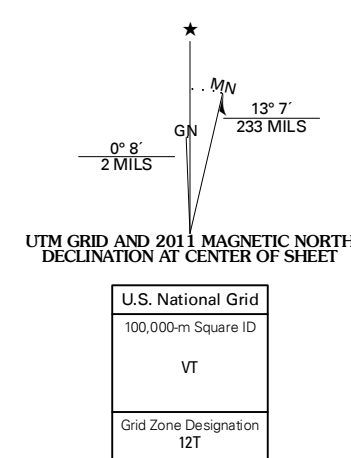 MN
GN
13° 7´
233 MILS
0° 8´
2 MILS
UTM GRID AND 2011 MAGNETIC NORTH
DECLINATION AT CENTER OF SHEET
U.S. National Grid
100,000-m Square ID
VT
Grid Zone Designation
12T